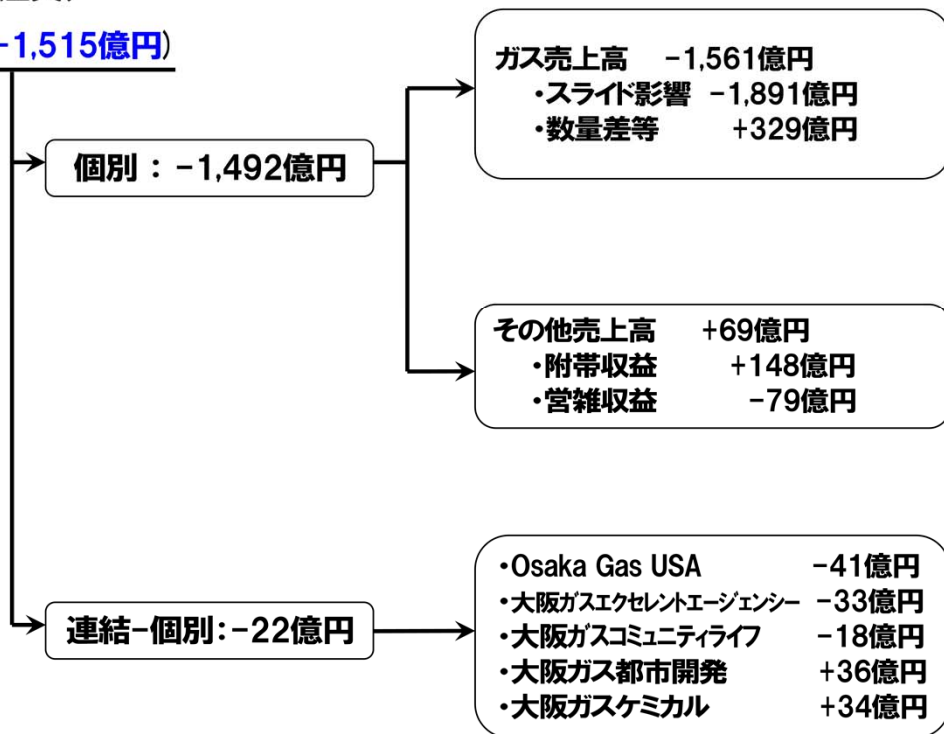 -1,515億円)
個別 : -1,492億円
ガス売上高 -1,561億円
・スライド影響 -1,891億円
・数量差等 +329億円
その他売上高 +69億円
・附帯収益 +148億円
・営雑収益 -79億円
連結-個別:-22億円
・Osaka Gas USA -41億円
・大阪ガスエクセレントエージェンシー -33億円
・大阪ガスコミュニティライフ -18億円
・大阪ガス都市開発 +36億円
・大阪ガスケミカル +34億円